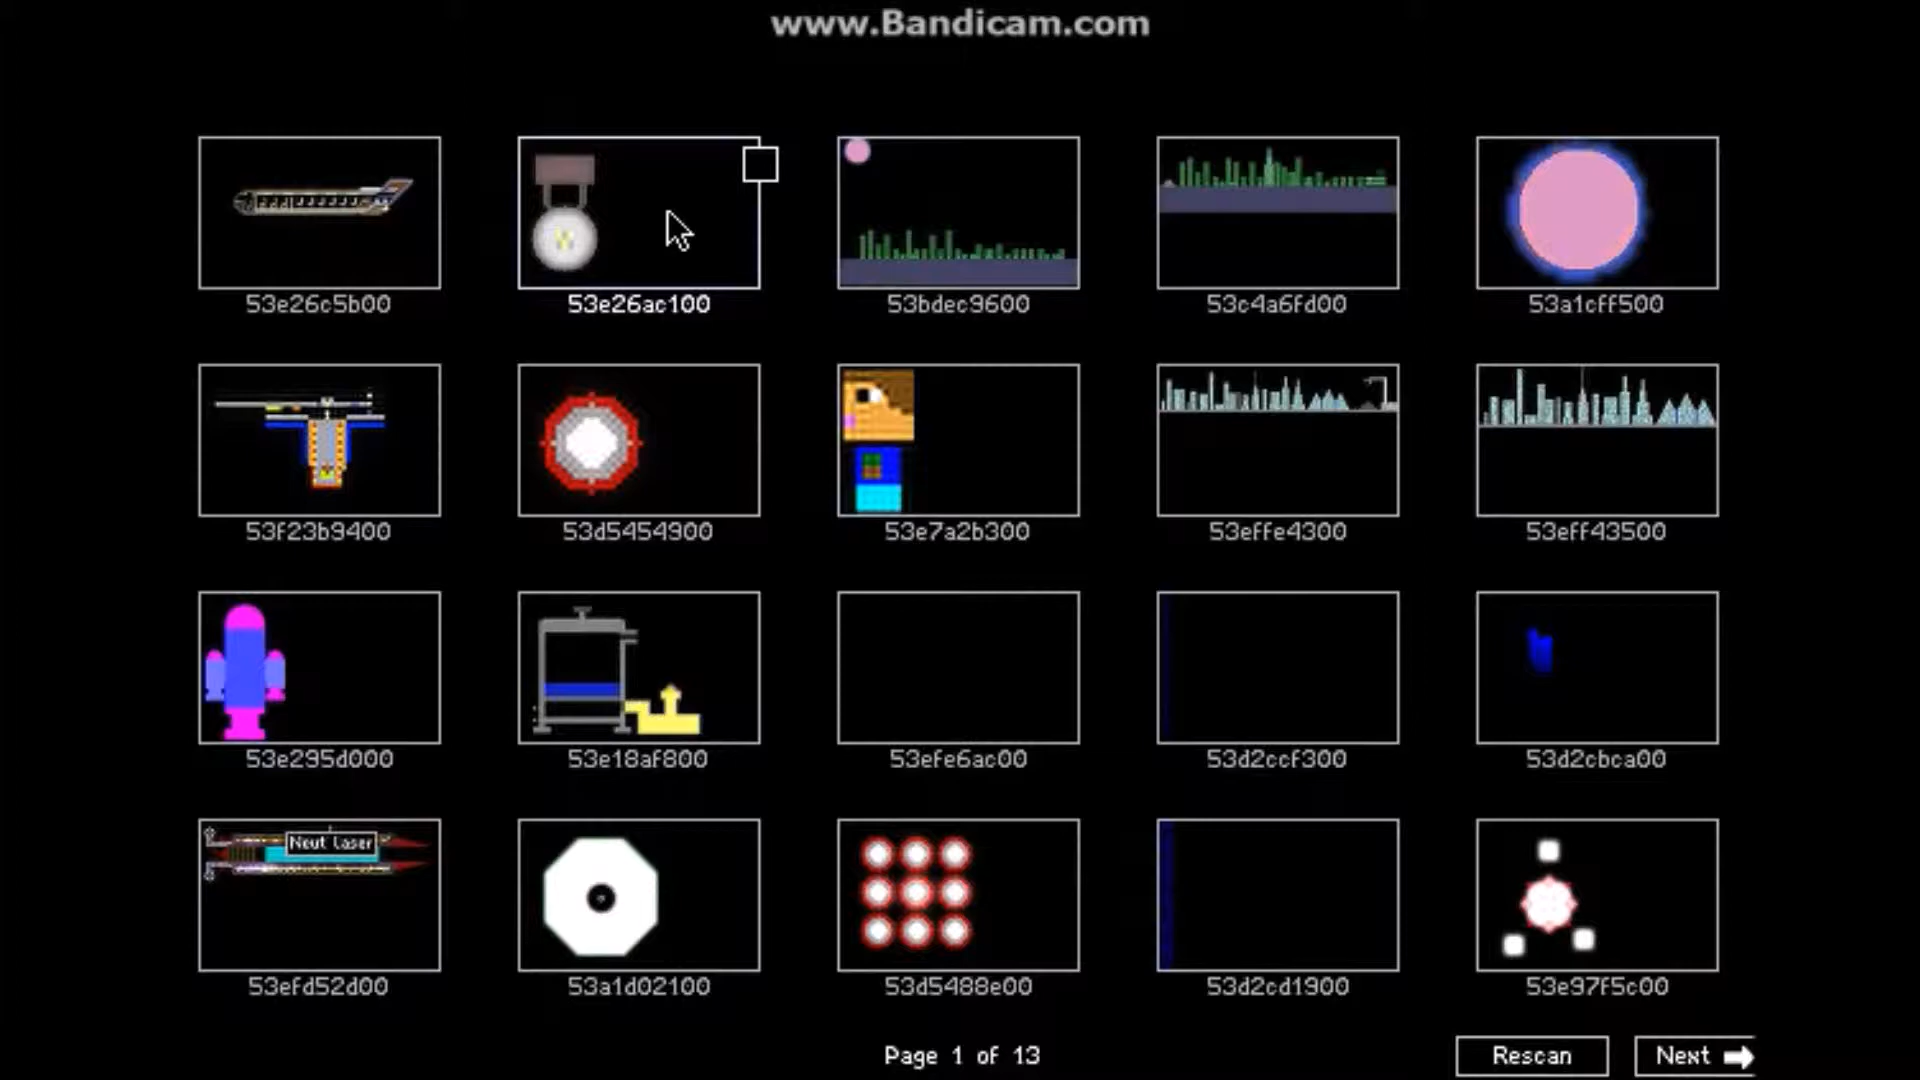 www.Bandicam.com
53e26c5b00 53e26ac100 53bdec9600 53c4a6fd00 53a1cff500
53f23b9400 53d5454900 53e7a2b300 53effe4300 53eff43500
53e295d000 53e18af800 53efe6ac00 53d2ccf300 53d2cbca00
Neut laser
53efd52d00 53a1d02100 53d5488e00 53d2cd1900 53e97f5c00
Page 1 of 13 Rescan Next